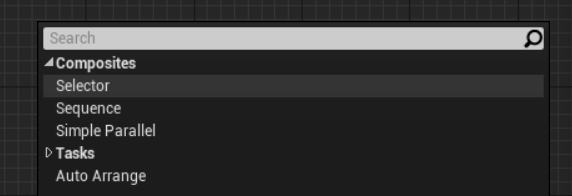 Search
Composites
Selector
Sequence
Simple Parallel
Tasks
Auto Arrange